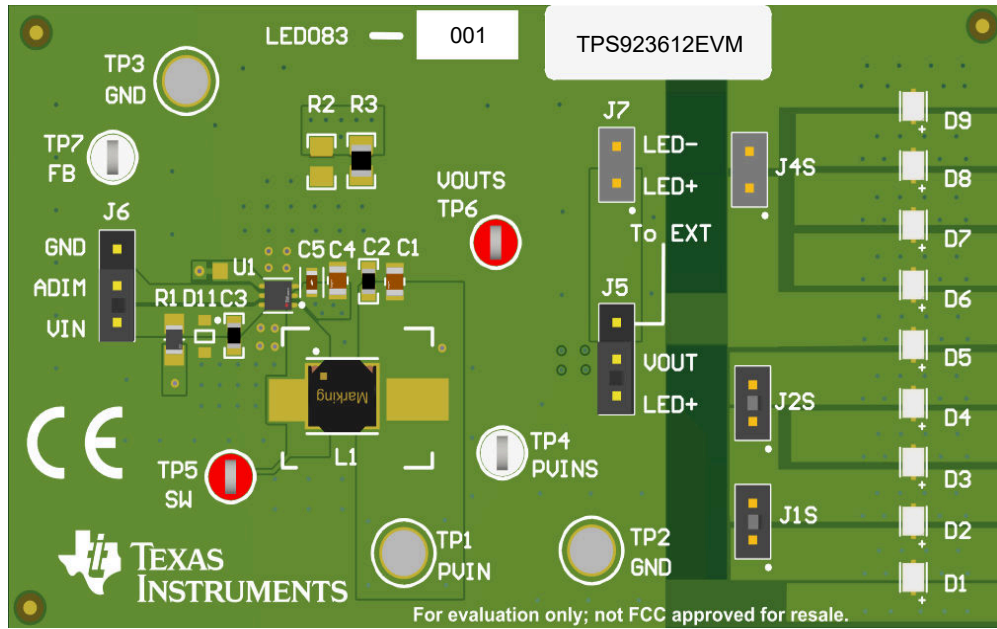 LED083 — 001
TPS923612EVM
TP3
GND
R2 R3
J7
LED-
LED+
To EXT
J4S
D9
D8
D7
D6
D5
D4
D3
D2
D1
TP7
FB
VOUTS
TP6
J6
GND
ADIM
VIN
U1
C5 C4 C2 C1
R1 D11 C3
J5
VOUT
LED+
J2S
J1S
Marking
L1
CE
TP5
SW
TP4
PVINS
TP1
PVIN
TP2
GND
ti
TEXAS
INSTRUMENTS
For evaluation only; not FCC approved for resale.